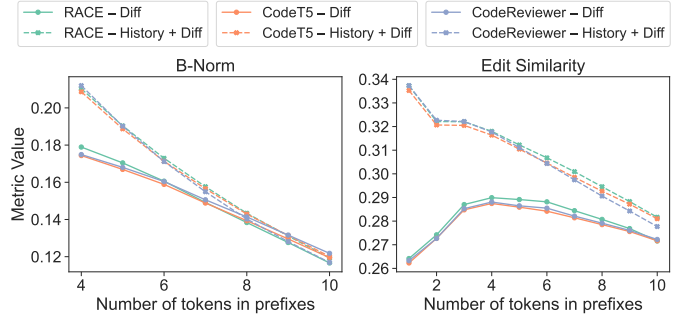 RACE – Diff
CodeT5 – Diff
CodeReviewer – Diff
RACE – History + Diff
CodeT5 – History + Diff
CodeReviewer – History + Diff
B-Norm
Edit Similarity
Metric Value
0.20
0.18
0.16
0.14
0.12
4 6 8 10
Number of tokens in prefixes
0.34
0.33
0.32
0.31
0.30
0.29
0.28
0.27
0.26
2 4 6 8 10
Number of tokens in prefixes